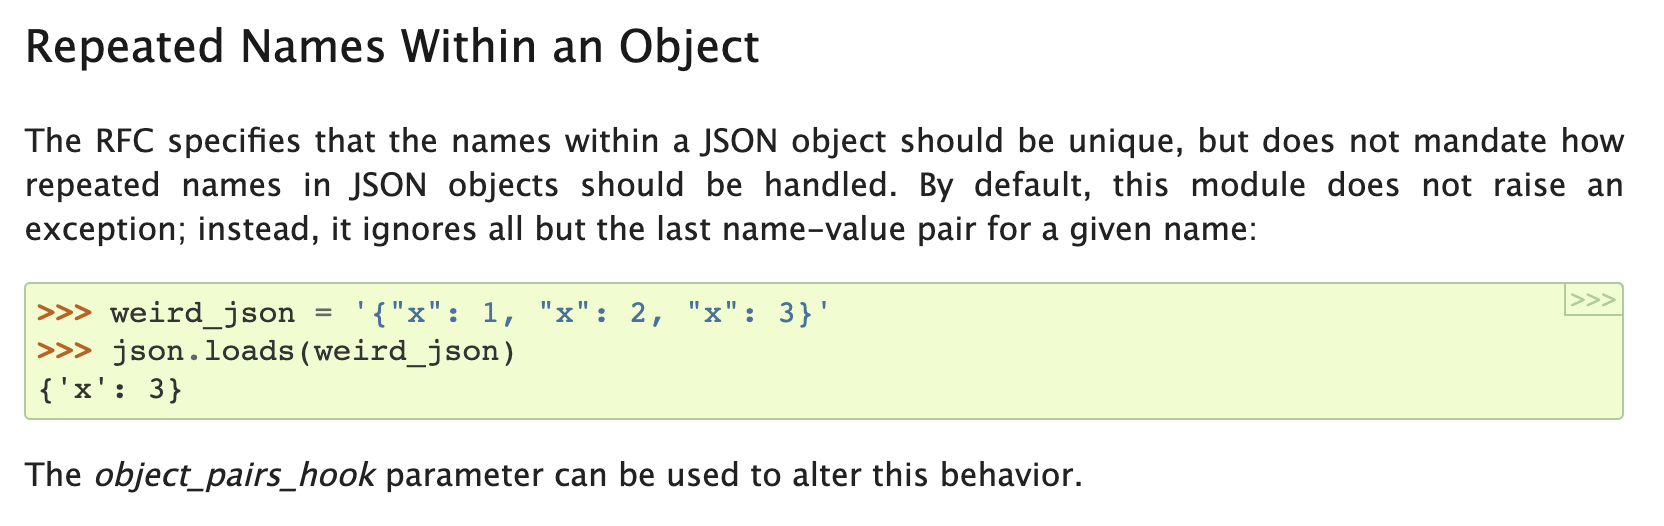 Repeated Names Within an Object
The RFC specifies that the names within a JSON object should be unique, but does not mandate how
repeated names in JSON objects should be handled. By default, this module does not raise an
exception; instead, it ignores all but the last name–value pair for a given name:
>>>
>>> weird_json = '{"x": 1, "x": 2, "x": 3}'
>>> json.loads(weird_json)
{'x': 3}
The object_pairs_hook parameter can be used to alter this behavior.